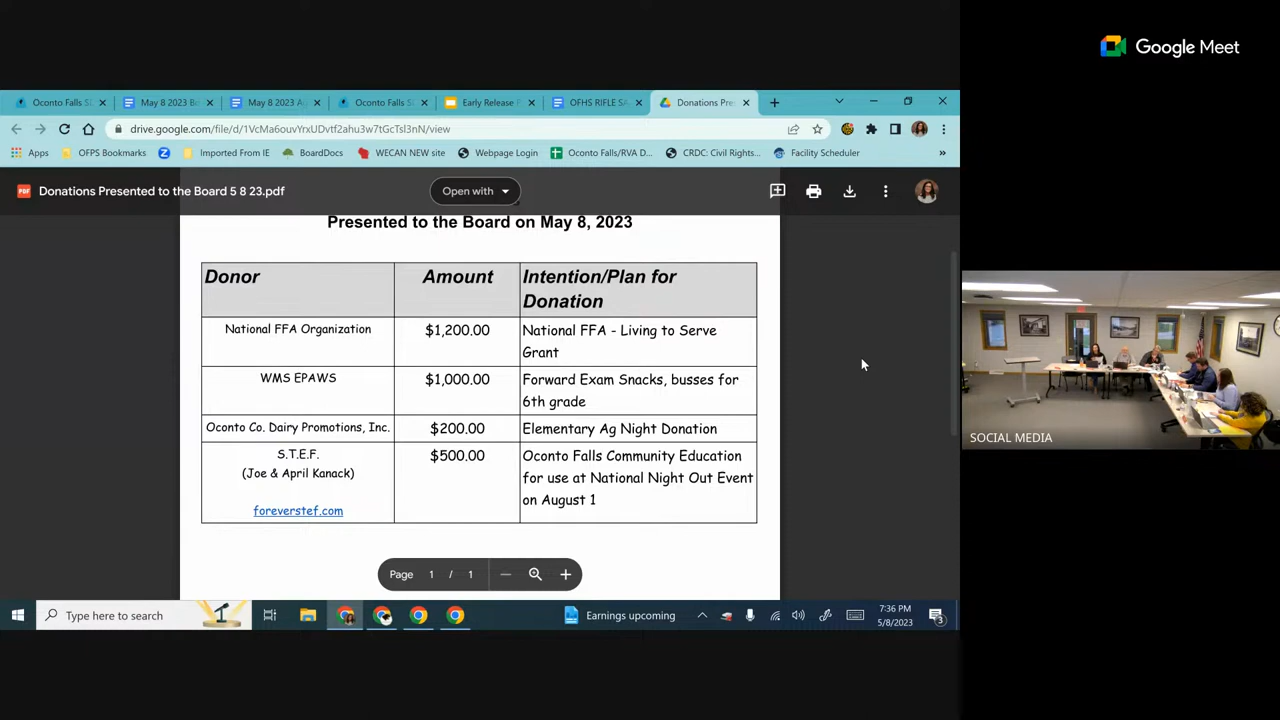 Google Meet
Oconto Falls S
May 8 2023 B
May 8 2023 A
Oconto Falls S
Early Release
OFHS RIFLE SA
Donations Pre
drive.google.com/file/d/1VcMa6ouvYrxUDvtf2ahu3w7tGcTsl3nN/view
Apps
OFPS Bookmarks
Imported From IE
BoardDocs
WECAN NEW site
Webpage Login
Oconto Falls/RVA D...
CRDC: Civil Rights...
Facility Scheduler
»
PDF
Donations Presented to the Board 5 8 23.pdf
Open with
Presented to the Board on May 8, 2023
Donor
Amount
Intention/Plan for
Donation
National FFA Organization
$1,200.00
National FFA - Living to Serve
Grant
WMS EPAWS
$1,000.00
Forward Exam Snacks, busses for
6th grade
Oconto Co. Dairy Promotions, Inc.
$200.00
Elementary Ag Night Donation
S.T.E.F.
(Joe & April Kanack)
foreverstef.com
$500.00
Oconto Falls Community Education
for use at National Night Out Event
on August 1
Page 1 / 1
SOCIAL MEDIA
Type here to search
Earnings upcoming
7:36 PM
5/8/2023
3